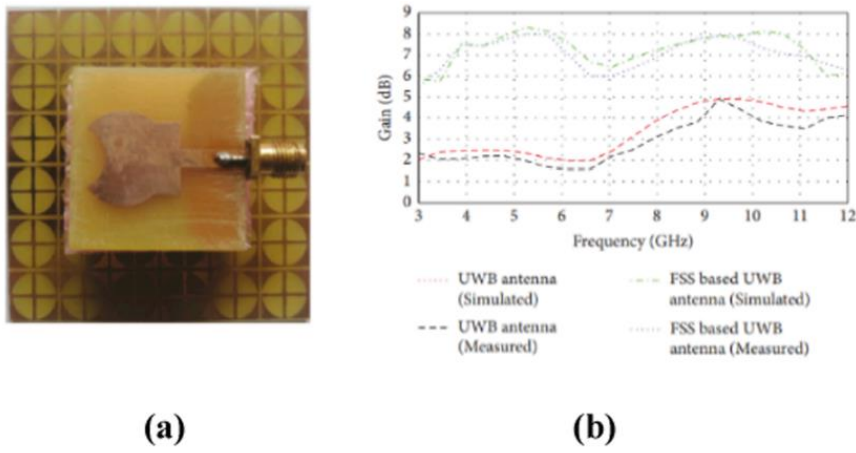 9
8
7
6
5
4
3
2
1
0
Gain (dB)
3 4 5 6 7 8 9 10 11 12
Frequency (GHz)
UWB antenna
(Simulated)
UWB antenna
(Measured)
FSS based UWB
antenna (Simulated)
FSS based UWB
antenna (Measured)
(a) (b)